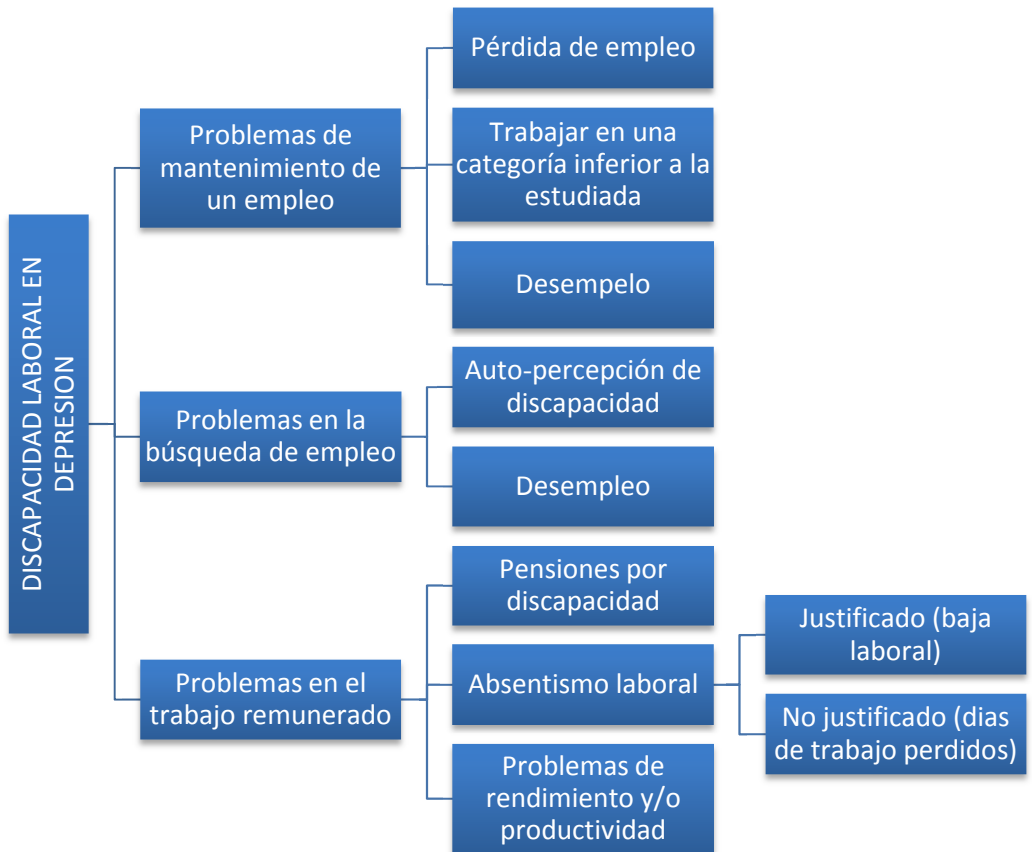 DISCAPACIDAD LABORAL EN
DEPRESION
Problemas de
mantenimiento de
un empleo
Pérdida de empleo
Trabajar en una
categoría inferior a la
estudiada
Desempelo
Problemas en la
búsqueda de empleo
Auto-percepción de
discapacidad
Desempleo
Problemas en el
trabajo remunerado
Pensiones por
discapacidad
Absentismo laboral
Justificado (baja
laboral)
No justificado (dias
de trabajo perdidos)
Problemas de
rendimiento y/o
productividad